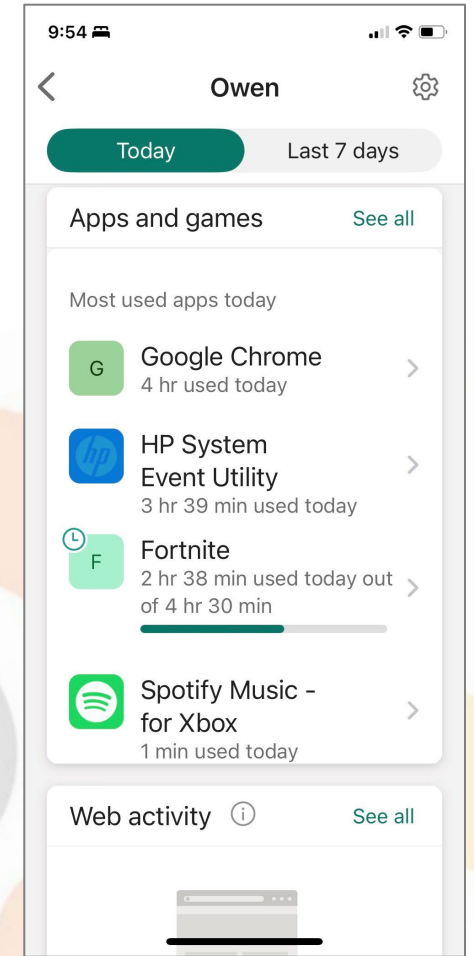 9:54
Owen
Today Last 7 days
Apps and games See all
Most used apps today
G
Google Chrome
4 hr used today
hp
HP System
Event Utility
3 hr 39 min used today
F
Fortnite
2 hr 38 min used today out
of 4 hr 30 min
Spotify Music -
for Xbox
1 min used today
Web activity See all